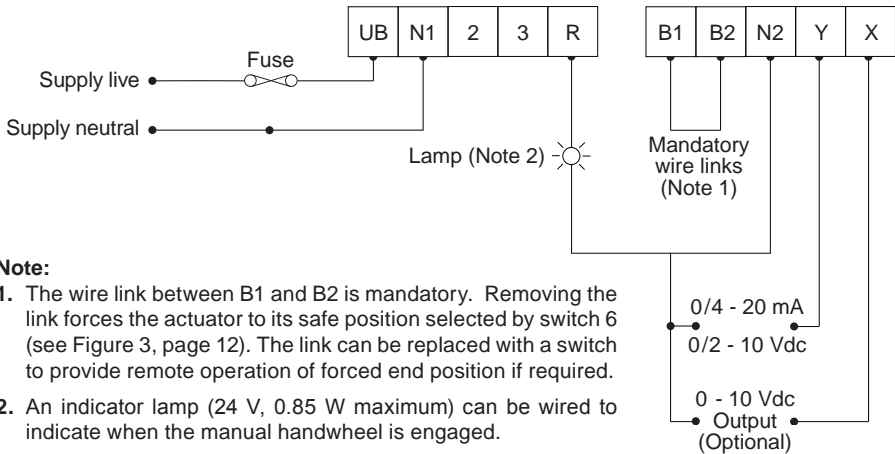 UB N1 2 3 R B1 B2 N2 Y X
Fuse
Supply live
Supply neutral
Lamp (Note 2)
Mandatory
wire links
(Note 1)
0/4 - 20 mA
0/2 - 10 Vdc
0 - 10 Vdc
Output
(Optional)
Note:
1. The wire link between B1 and B2 is mandatory. Removing the
link forces the actuator to its safe position selected by switch 6
(see Figure 3, page 12). The link can be replaced with a switch
to provide remote operation of forced end position if required.
2. An indicator lamp (24 V, 0.85 W maximum) can be wired to
indicate when the manual handwheel is engaged.